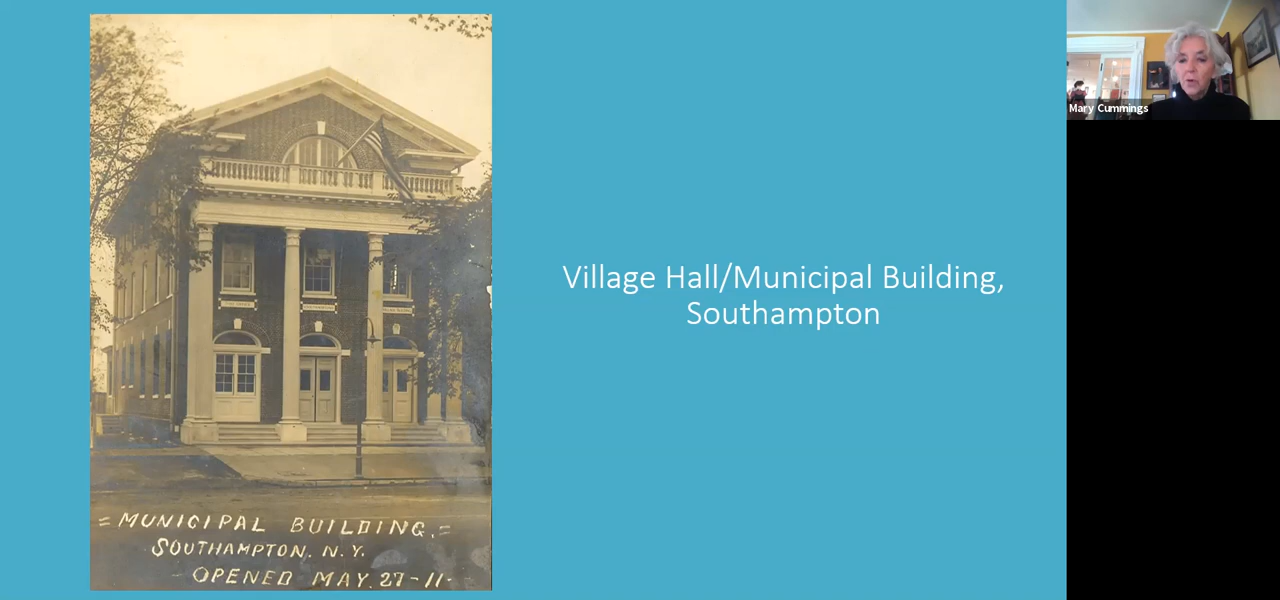 Village Hall/Municipal Building,
Southampton
= MUNICIPAL BUILDING. =
SOUTHAMPTON. N.Y.
OPENED MAY. 27-11-
Mary Cummings